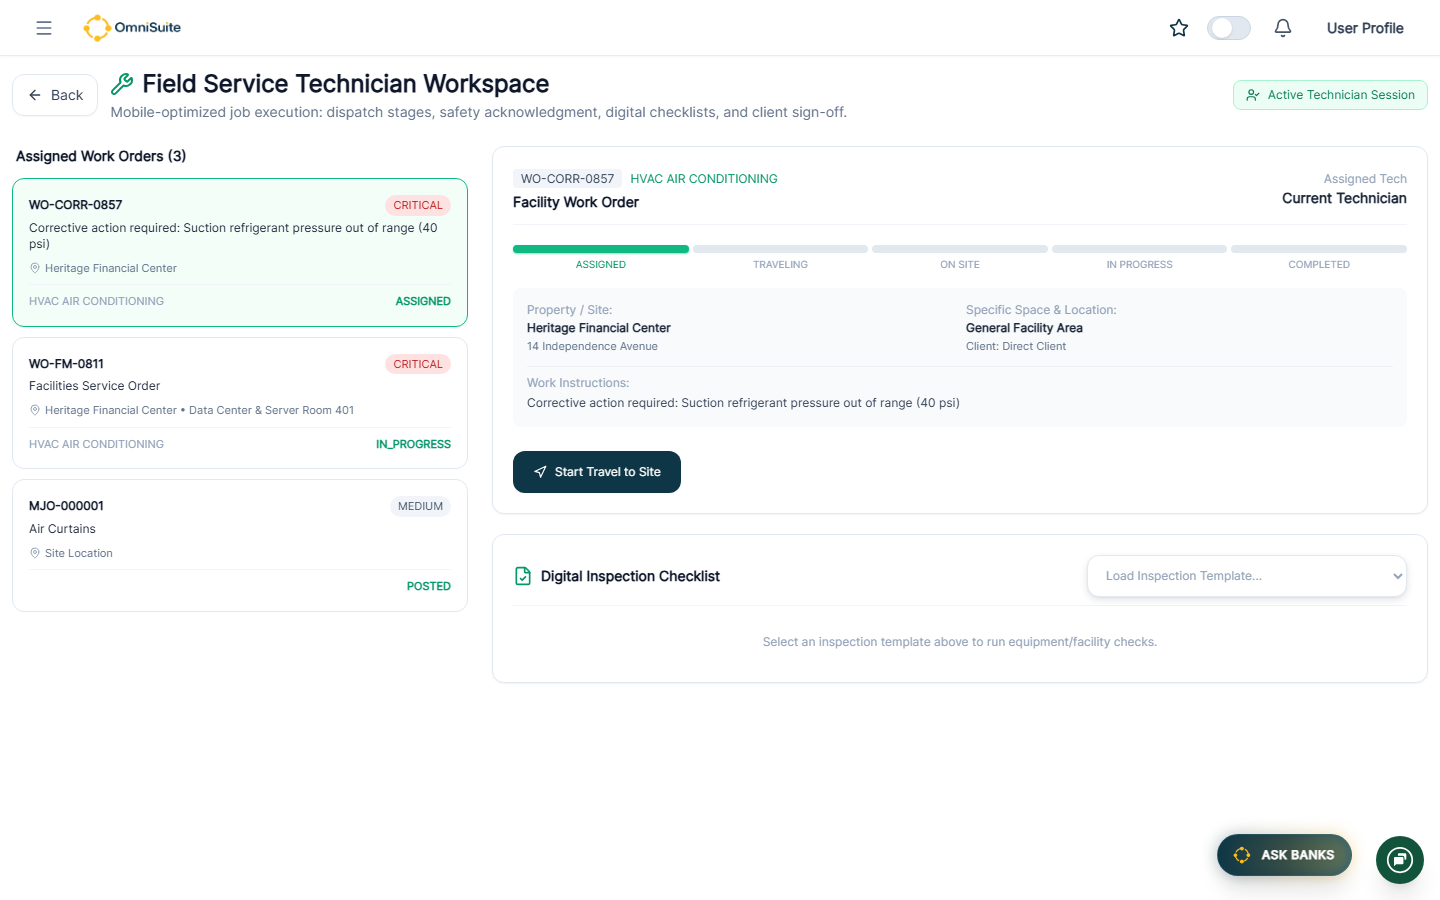 OmniSuite
User Profile
Back
Field Service Technician Workspace
Mobile-optimized job execution: dispatch stages, safety acknowledgment, digital checklists, and client sign-off.
Active Technician Session
Assigned Work Orders (3)
WO-CORR-0857
CRITICAL
Corrective action required: Suction refrigerant pressure out of range (40
psi)
Heritage Financial Center
HVAC AIR CONDITIONING
ASSIGNED
WO-FM-0811
CRITICAL
Facilities Service Order
Heritage Financial Center • Data Center & Server Room 401
HVAC AIR CONDITIONING
IN_PROGRESS
MJO-000001
MEDIUM
Air Curtains
Site Location
POSTED
WO-CORR-0857
HVAC AIR CONDITIONING
Facility Work Order
Assigned Tech
Current Technician
ASSIGNED
TRAVELING
ON SITE
IN PROGRESS
COMPLETED
Property / Site:
Heritage Financial Center
14 Independence Avenue
Specific Space & Location:
General Facility Area
Client: Direct Client
Work Instructions:
Corrective action required: Suction refrigerant pressure out of range (40 psi)
Start Travel to Site
Digital Inspection Checklist
Load Inspection Template...
Select an inspection template above to run equipment/facility checks.
ASK BANKS